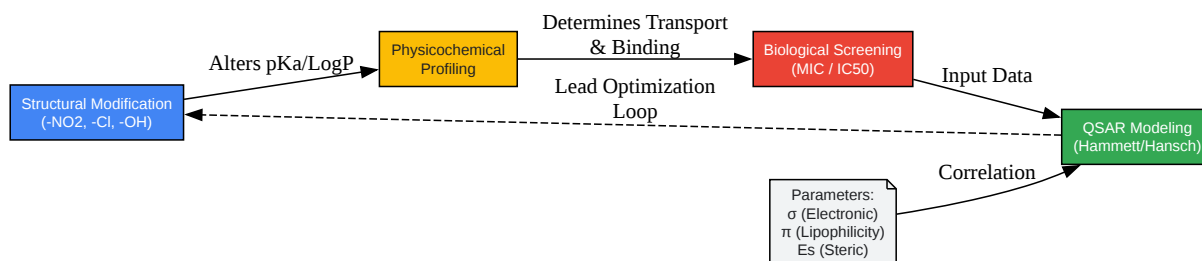 Structural Modification
(-NO2, -Cl, -OH)
Alters pKa/LogP
Physicochemical
Profiling
Determines Transport
& Binding
Biological Screening
(MIC / IC50)
Input Data
Lead Optimization
Loop
QSAR Modeling
(Hammett/Hansch)
Correlation
Parameters:
σ (Electronic)
π (Lipophilicity)
Es (Steric)